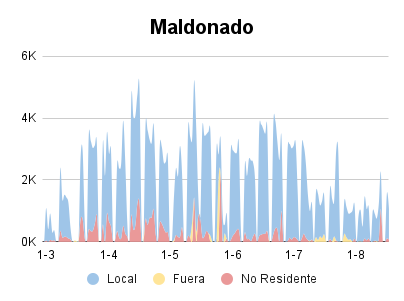 Maldonado
6K
4K
2K
0K
1-3 1-4 1-5 1-6 1-7 1-8
Local Fuera No Residente